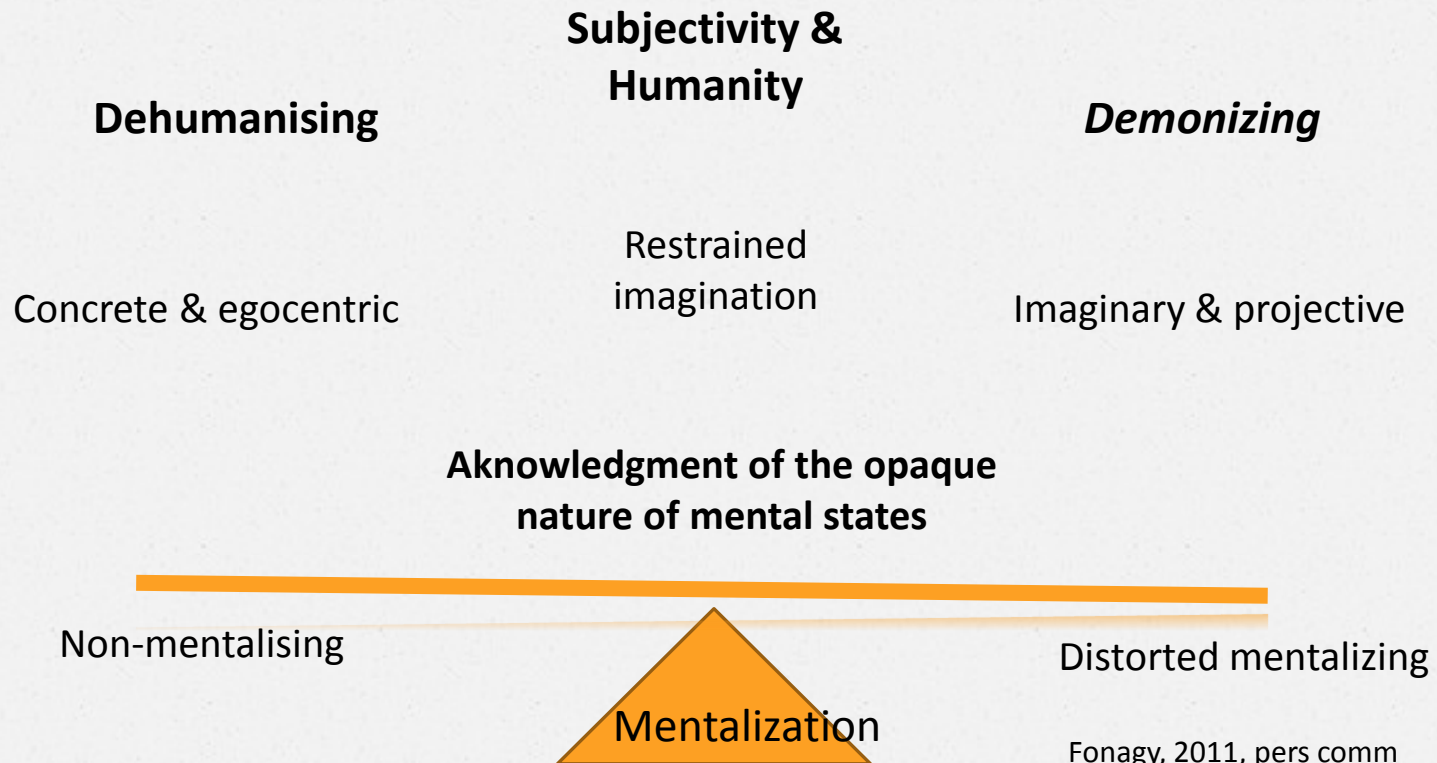 Subjectivity &
Humanity
Dehumanising
Demonizing
Restrained
imagination
Concrete & egocentric
Imaginary & projective
Aknowledgment of the opaque
nature of mental states
Non-mentalising
Distorted mentalizing
Mentalization
Fonagy, 2011, pers comm